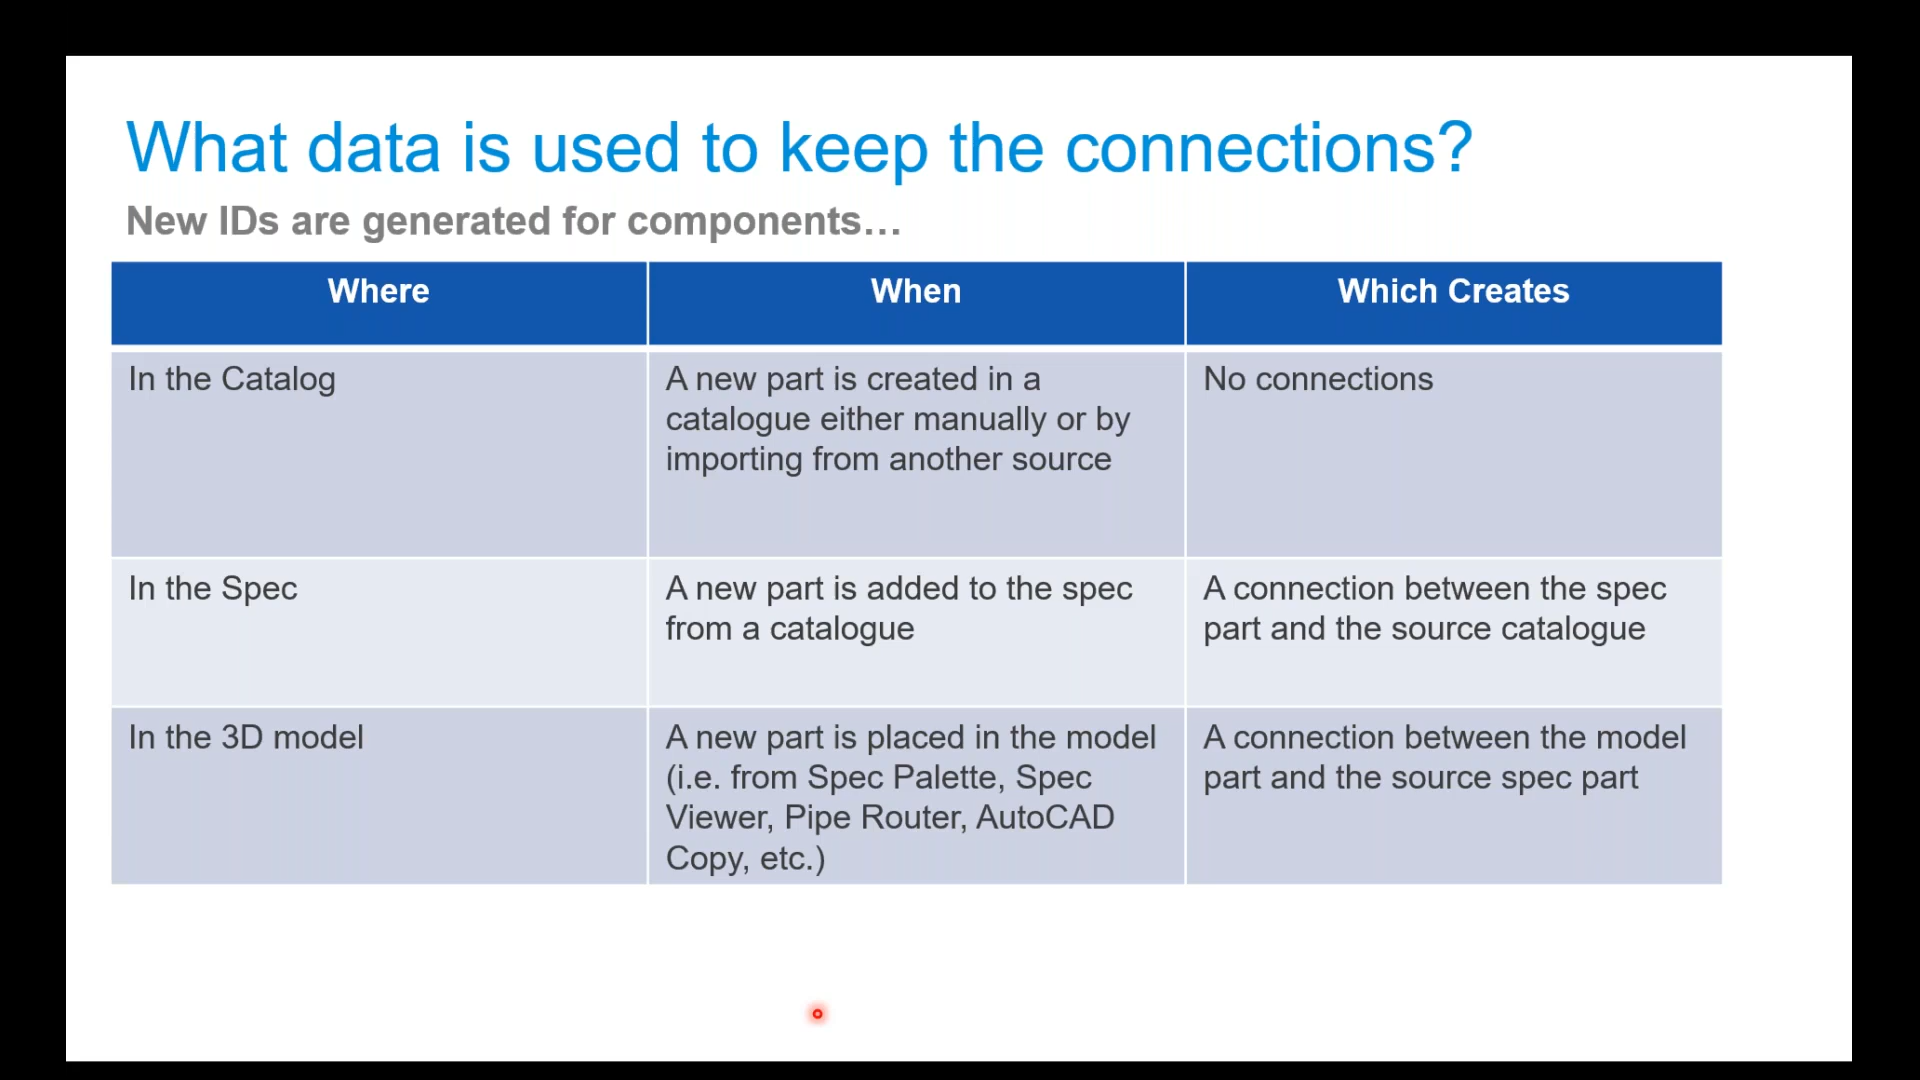 What data is used to keep the connections?
New IDs are generated for components…
Where
When
Which Creates
In the Catalog
A new part is created in a
catalogue either manually or by
importing from another source
No connections
In the Spec
A new part is added to the spec
from a catalogue
A connection between the spec
part and the source catalogue
In the 3D model
A new part is placed in the model
(i.e. from Spec Palette, Spec
Viewer, Pipe Router, AutoCAD
Copy, etc.)
A connection between the model
part and the source spec part